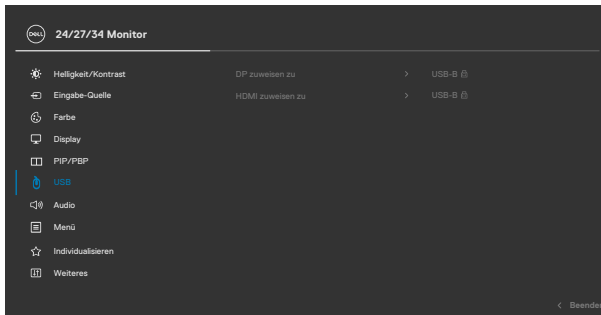 DELL 24/27/34 Monitor
Helligkeit/Kontrast DP zuweisen zu > USB-B
Eingabe-Quelle HDMI zuweisen zu > USB-B
Farbe
Display
PIP/PBP
USB
Audio
Menü
Individualisieren
Weiteres
< Beenden